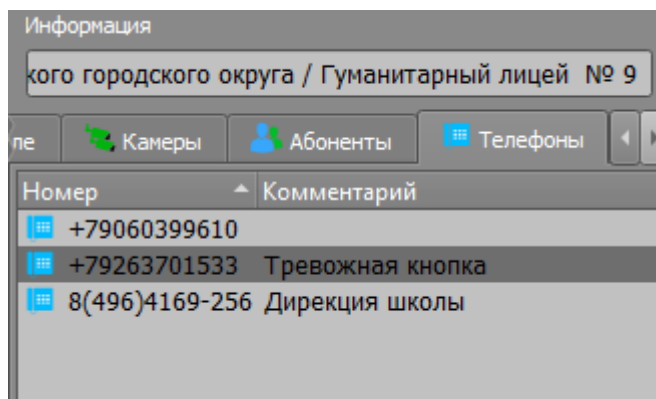 Информация
кого городского округа / Гуманитарный лицей № 9
ле Камеры Абоненты Телефоны
Номер Комментарий
+79060399610
+79263701533 Тревожная кнопка
8(496)4169-256 Дирекция школы